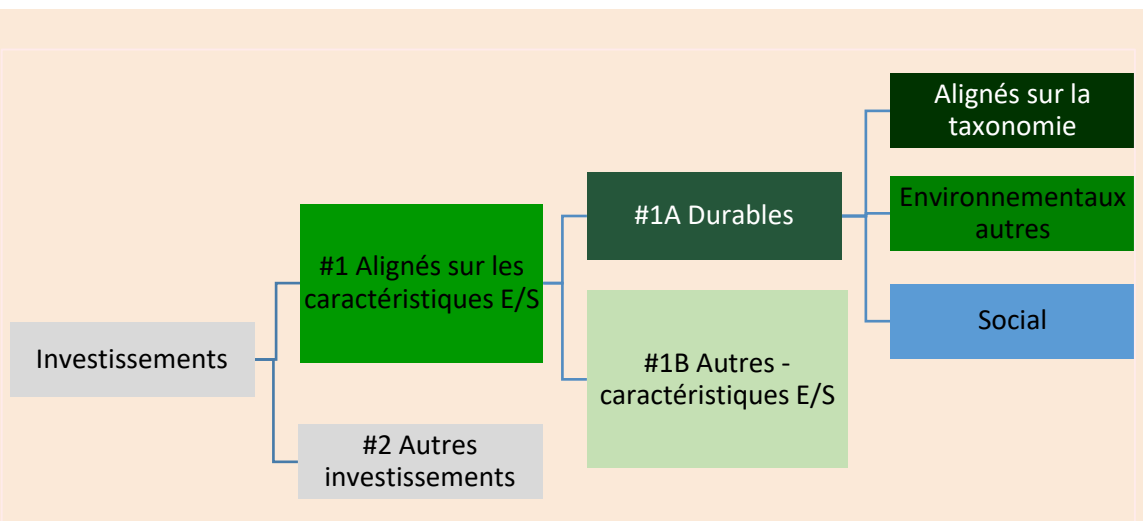 Investissements
#1 Alignés sur les
caractéristiques E/S
#2 Autres
investissements
#1A Durables
#1B Autres -
caractéristiques E/S
Alignés sur la
taxonomie
Environnementaux
autres
Social